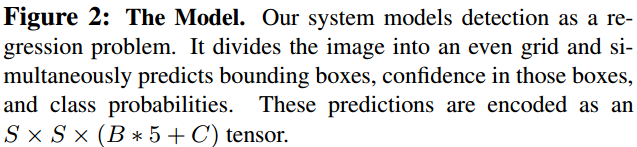 Figure 2: The Model. Our system models detection as a re-
gression problem. It divides the image into an even grid and si-
multaneously predicts bounding boxes, confidence in those boxes,
and class probabilities. These predictions are encoded as an
S × S × (B ∗ 5 + C) tensor.